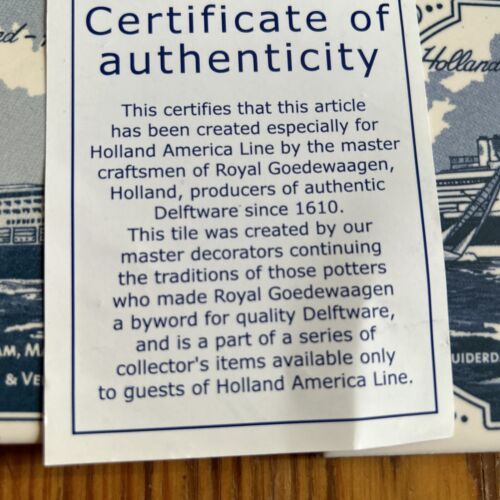 Certificate of
authenticity
This certifies that this article
has been created especially for
Holland America Line by the master
craftsmen of Royal Goedewaagen,
Holland, producers of authentic
Delftware since 1610.
This tile was created by our
master decorators continuing
the traditions of those potters
who made Royal Goedewaagen
a byword for quality Delftware,
and is a part of a series of
collector's items available only
to guests of Holland America Line.
Holland
& VE
UIDERD